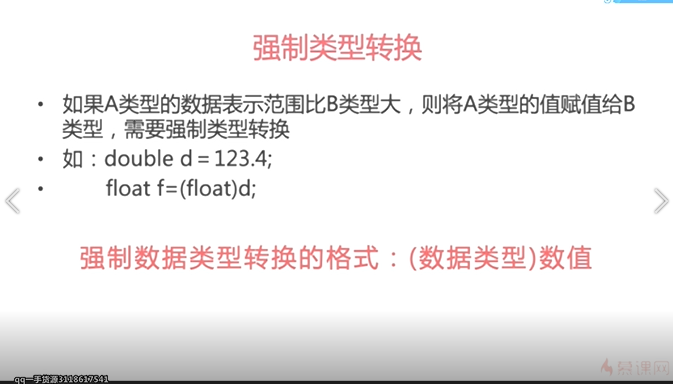 强制类型转换
• 如果A类型的数据表示范围比B类型大，则将A类型的值赋值给B
类型，需要强制类型转换
• 如：double d = 123.4;
• float f=(float)d;
强制数据类型转换的格式：(数据类型)数值
慕课网
qq一手货源3118617541